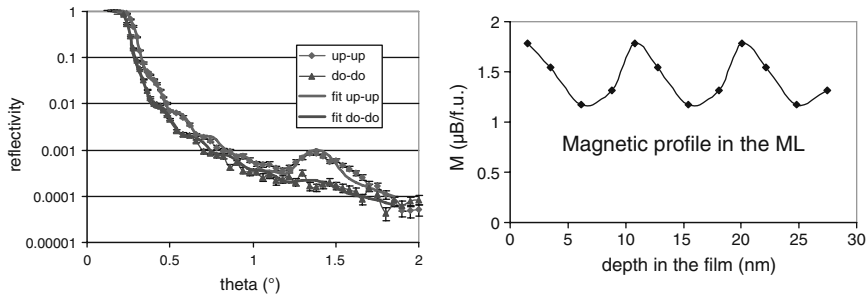 1
0.1
0.01
0.001
0.0001
0.00001
reflectivity
0 0.5 1 1.5 2
theta (°)
up-up
do-do
fit up-up
fit do-do
2
1.5
1
0.5
0
M (µB/f.u.)
Magnetic profile in the ML
0 5 10 15 20 25 30
depth in the film (nm)